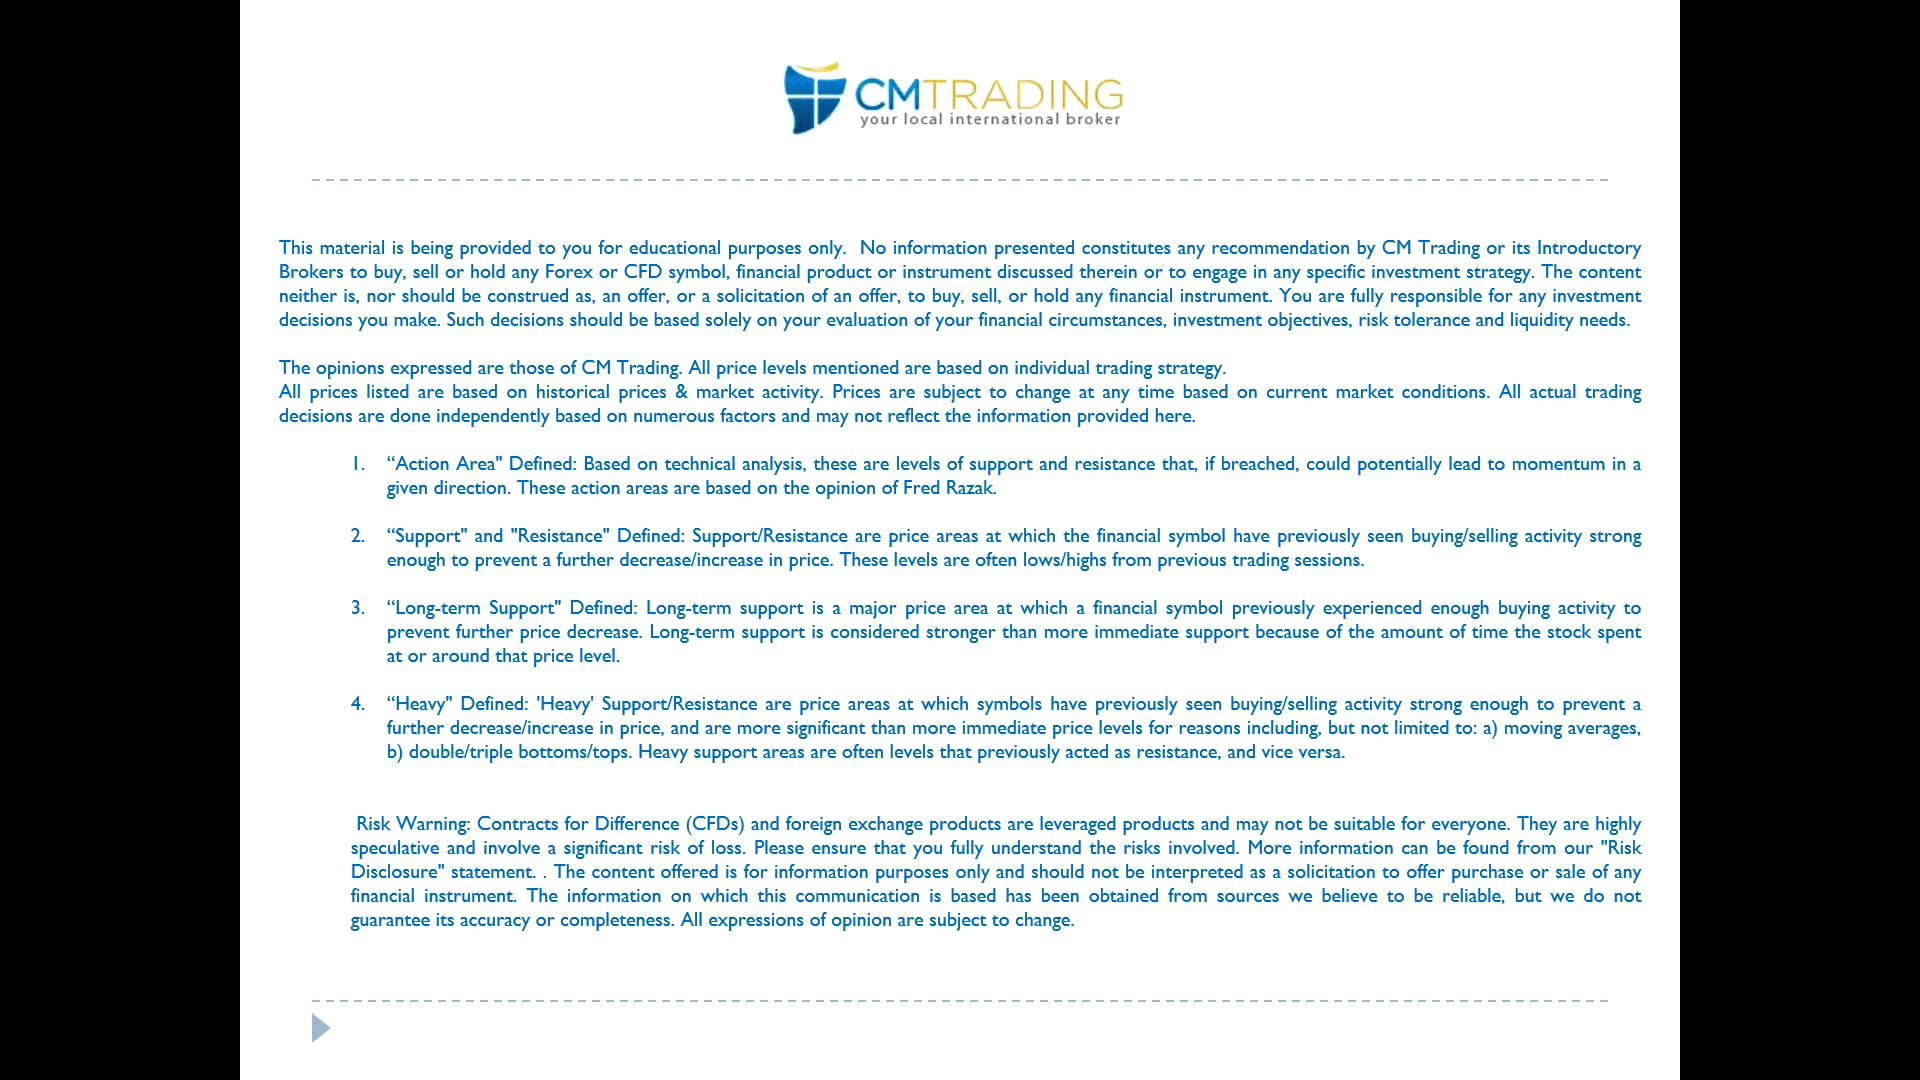 CMTRADING
your local international broker
This material is being provided to you for educational purposes only.  No information presented constitutes any recommendation by CM Trading or its Introductory
Brokers to buy, sell or hold any Forex or CFD symbol, financial product or instrument discussed therein or to engage in any specific investment strategy. The content
neither is, nor should be construed as, an offer, or a solicitation of an offer, to buy, sell, or hold any financial instrument. You are fully responsible for any investment
decisions you make. Such decisions should be based solely on your evaluation of your financial circumstances, investment objectives, risk tolerance and liquidity needs.
The opinions expressed are those of CM Trading. All price levels mentioned are based on individual trading strategy.
All prices listed are based on historical prices & market activity. Prices are subject to change at any time based on current market conditions. All actual trading
decisions are done independently based on numerous factors and may not reflect the information provided here.
1. “Action Area" Defined: Based on technical analysis, these are levels of support and resistance that, if breached, could potentially lead to momentum in a
given direction. These action areas are based on the opinion of Fred Razak.
2. “Support" and "Resistance" Defined: Support/Resistance are price areas at which the financial symbol have previously seen buying/selling activity strong
enough to prevent a further decrease/increase in price. These levels are often lows/highs from previous trading sessions.
3. “Long-term Support" Defined: Long-term support is a major price area at which a financial symbol previously experienced enough buying activity to
prevent further price decrease. Long-term support is considered stronger than more immediate support because of the amount of time the stock spent
at or around that price level.
4. “Heavy" Defined: 'Heavy' Support/Resistance are price areas at which symbols have previously seen buying/selling activity strong enough to prevent a
further decrease/increase in price, and are more significant than more immediate price levels for reasons including, but not limited to: a) moving averages,
b) double/triple bottoms/tops. Heavy support areas are often levels that previously acted as resistance, and vice versa.
Risk Warning: Contracts for Difference (CFDs) and foreign exchange products are leveraged products and may not be suitable for everyone. They are highly
speculative and involve a significant risk of loss. Please ensure that you fully understand the risks involved. More information can be found from our "Risk
Disclosure" statement. . The content offered is for information purposes only and should not be interpreted as a solicitation to offer purchase or sale of any
financial instrument. The information on which this communication is based has been obtained from sources we believe to be reliable, but we do not
guarantee its accuracy or completeness. All expressions of opinion are subject to change.